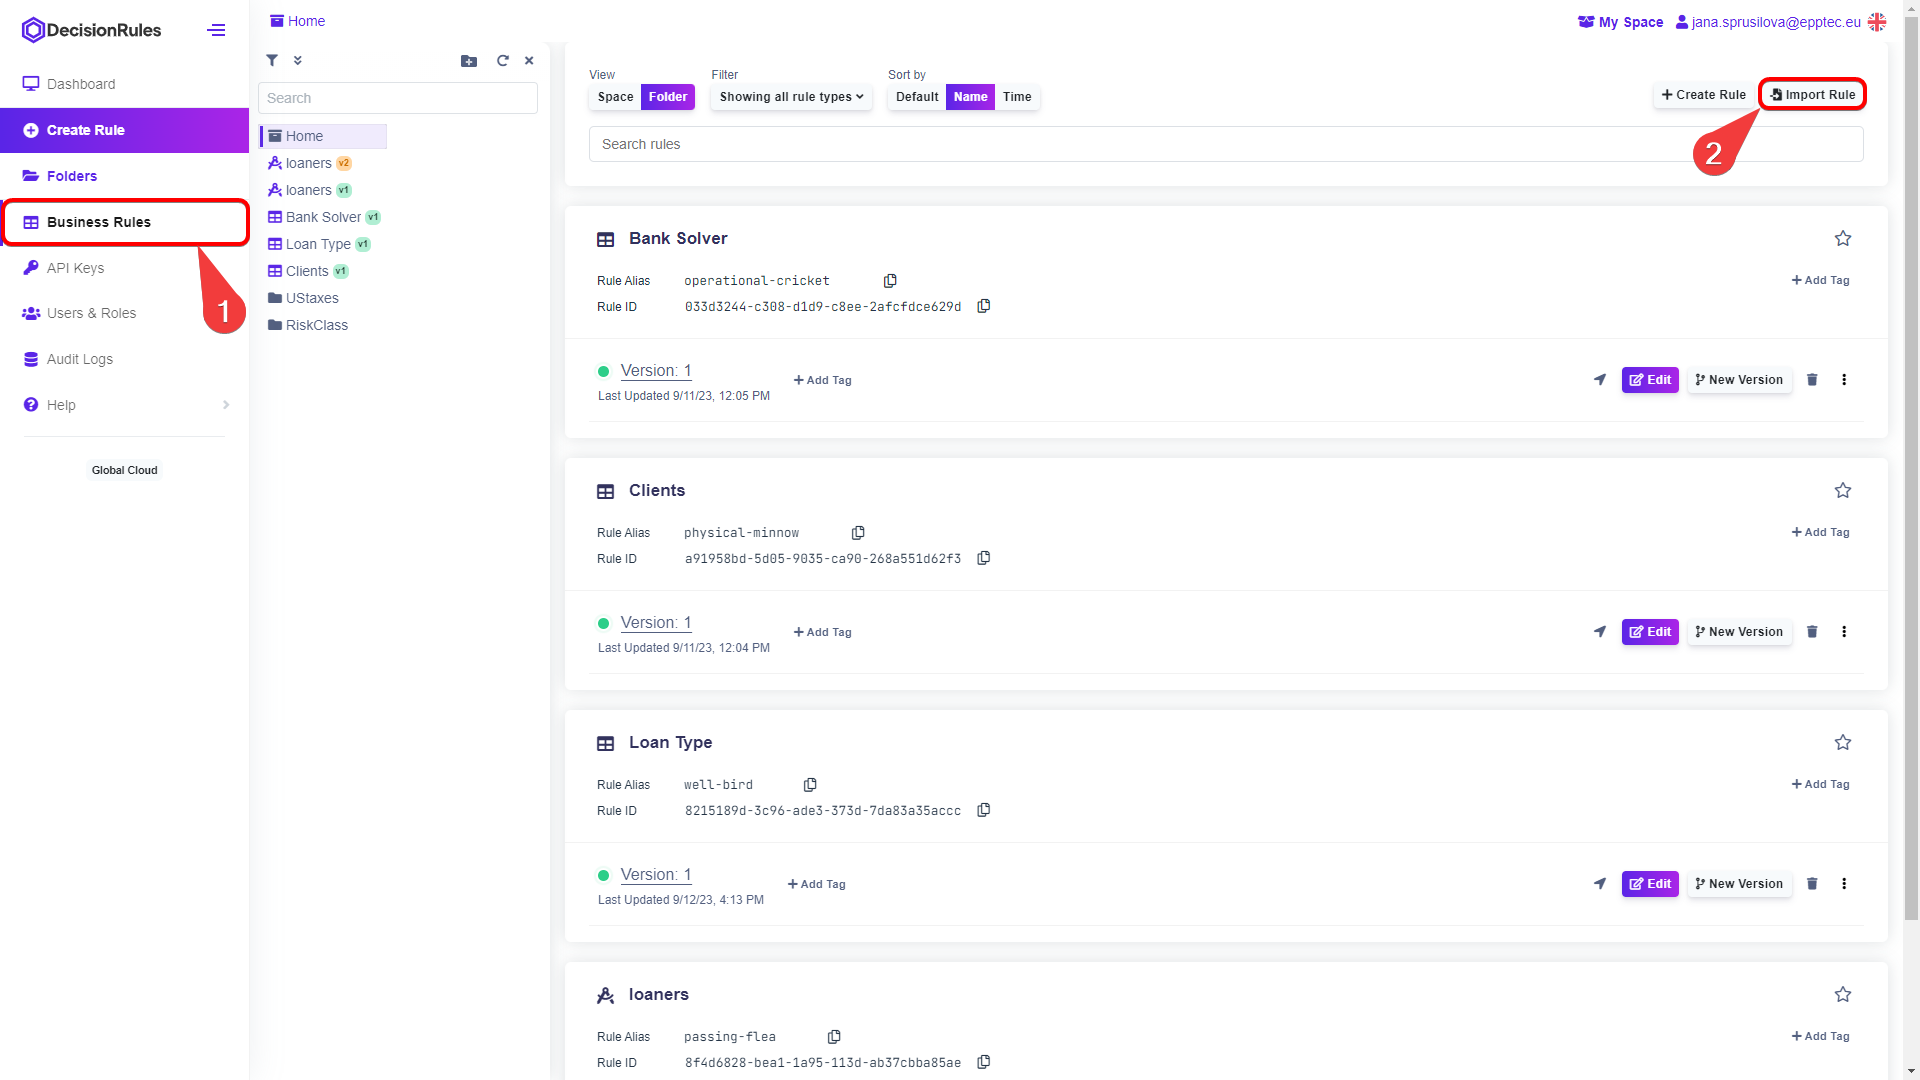 DecisionRules
Dashboard
Create Rule
Folders
Business Rules
API Keys
Users & Roles
Audit Logs
Help
Global Cloud
1
Home
Search
Home
loaners v2
loaners v1
Bank Solver v1
Loan Type v1
Clients v1
UStaxes
RiskClass
My Space jana.sprusilova@epptec.eu
View Filter Sort by
Space Folder Showing all rule types Default Name Time
+ Create Rule Import Rule
Search rules
2
Bank Solver
Rule Alias operational-cricket + Add Tag
Rule ID 033d3244-c308-d1d9-c8ee-2afcfdce629d
Version: 1 + Add Tag Edit New Version
Last Updated 9/11/23, 12:05 PM
Clients
Rule Alias physical-minnow + Add Tag
Rule ID a91958bd-5d05-9035-ca90-268a551d62f3
Version: 1 + Add Tag Edit New Version
Last Updated 9/11/23, 12:04 PM
Loan Type
Rule Alias well-bird + Add Tag
Rule ID 8215189d-3c96-ade3-373d-7da83a35accc
Version: 1 + Add Tag Edit New Version
Last Updated 9/12/23, 4:13 PM
loaners
Rule Alias passing-flea + Add Tag
Rule ID 8f4d6828-bea1-1a95-113d-ab37cbba85ae